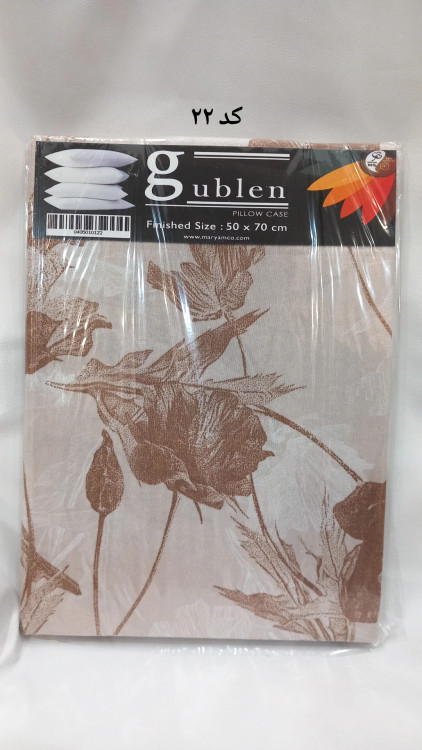 کد ۲۲
gublen
PILLOW CASE
Finished Size : 50 x 70 cm
www.maryamco.com